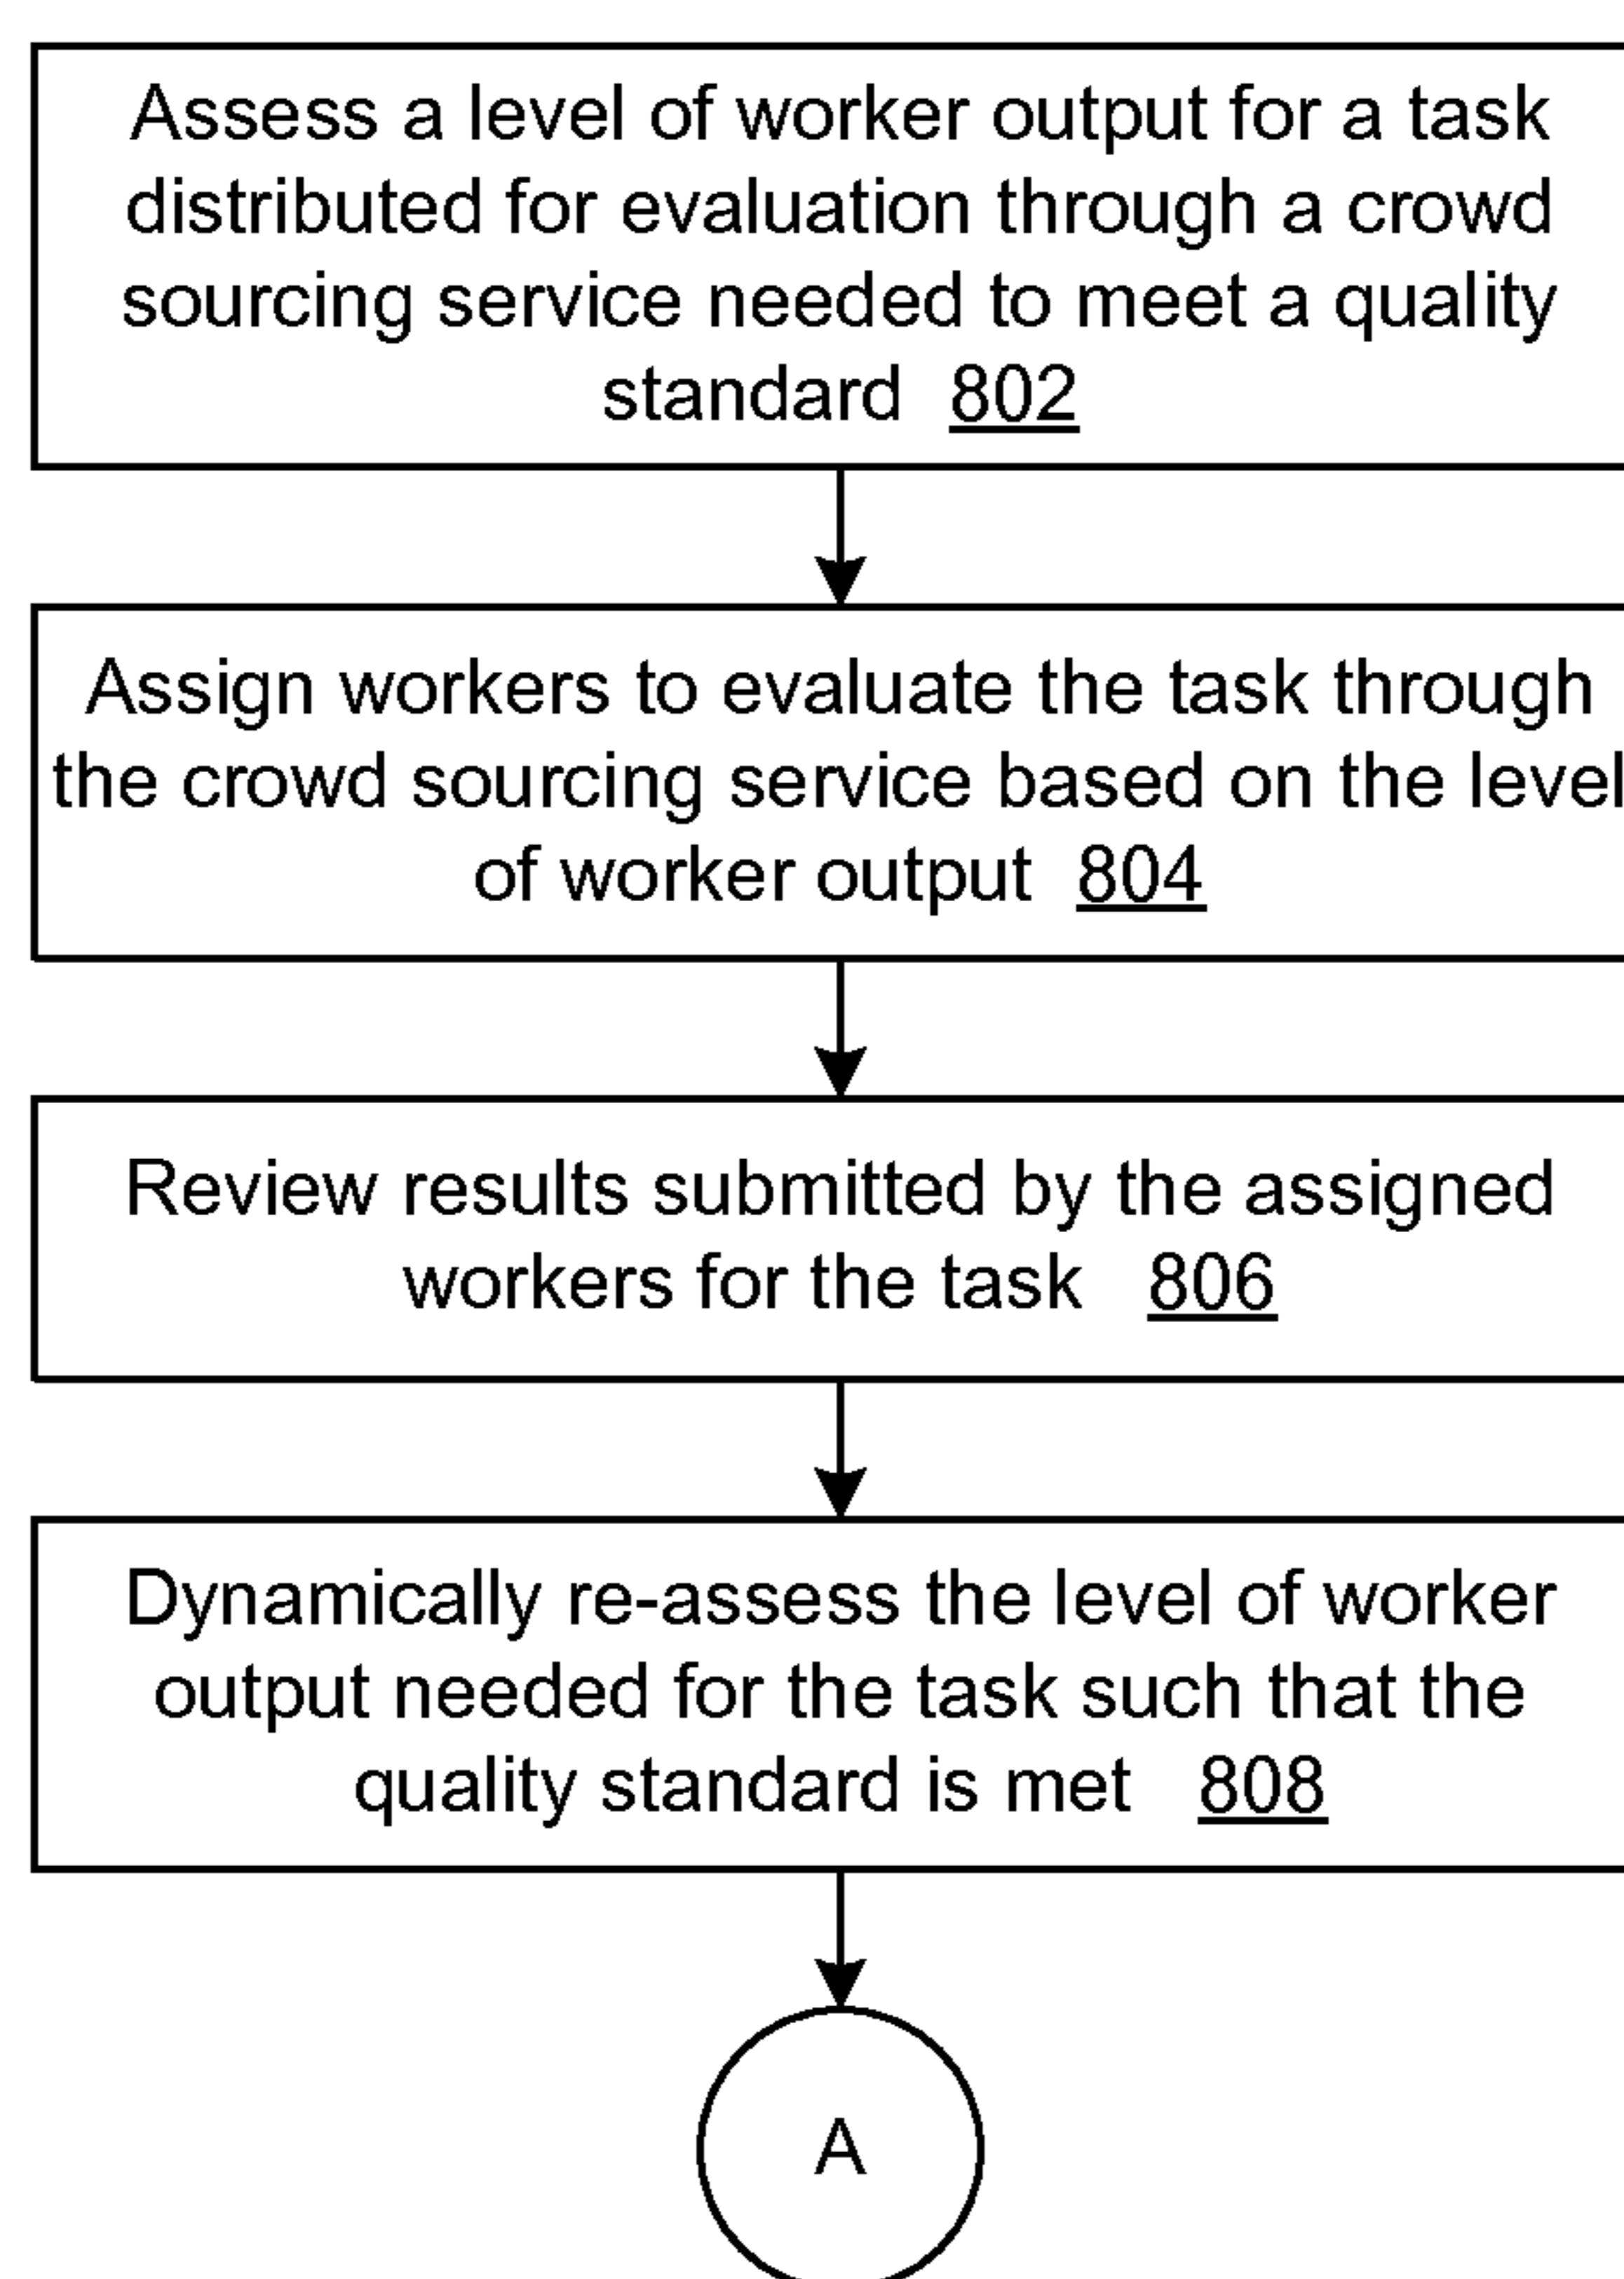 Assess a level of worker output for a task
distributed for evaluation through a crowd
sourcing service needed to meet a quality
standard 802
Assign workers to evaluate the task through
the crowd sourcing service based on the level
of worker output 804
Review results submitted by the assigned
workers for the task 806
Dynamically re-assess the level of worker
output needed for the task such that the
quality standard is met 808
A